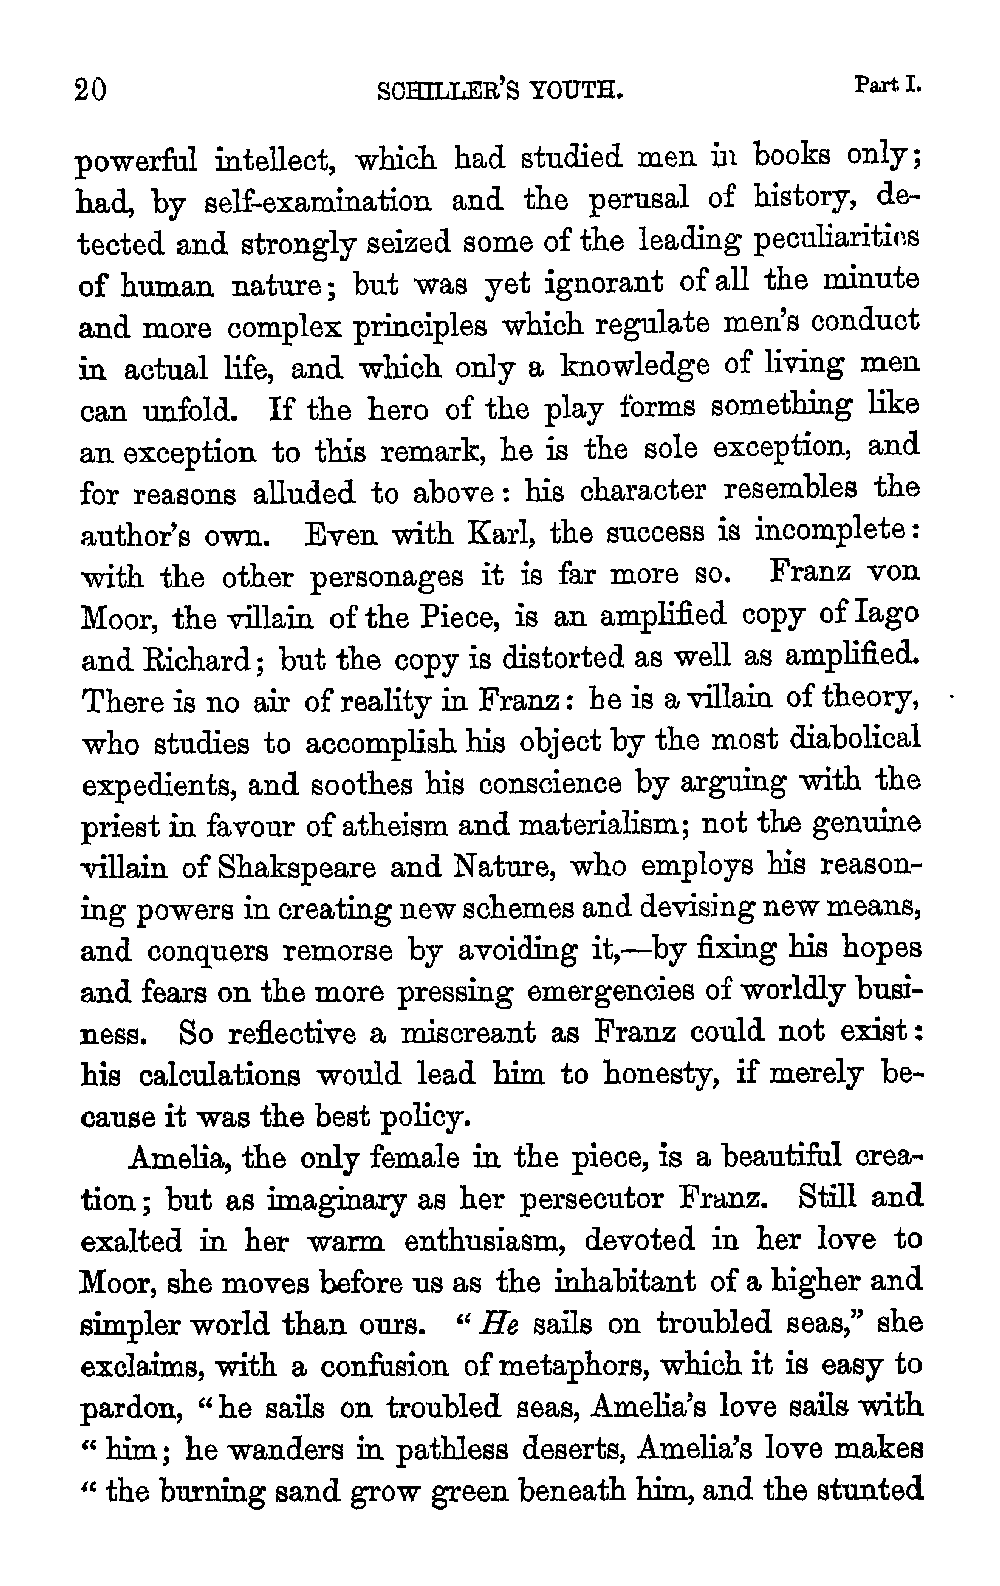 20 SCHILLER'S YOUTH. Part I.
powerful intellect, which had studied men in books only;
had, by self-examination and the perusal of history, de-
tected and strongly seized some of the leading peculiarities
of human nature; but was yet ignorant of all the minute
and more complex principles which regulate men's conduct
in actual life, and which only a knowledge of living men
can unfold. If the hero of the play forms something like
an exception to this remark, he is the sole exception, and
for reasons alluded to above: his character resembles the
author's own. Even with Karl, the success is incomplete:
with the other personages it is far more so. Franz von
Moor, the villain of the Piece, is an amplified copy of Iago
and Richard; but the copy is distorted as well as amplified.
There is no air of reality in Franz: he is a villain of theory,
who studies to accomplish his object by the most diabolical
expedients, and soothes his conscience by arguing with the
priest in favour of atheism and materialism; not the genuine
villain of Shakspeare and Nature, who employs his reason-
ing powers in creating new schemes and devising new means,
and conquers remorse by avoiding it,—by fixing his hopes
and fears on the more pressing emergencies of worldly busi-
ness. So reflective a miscreant as Franz could not exist:
his calculations would lead him to honesty, if merely be-
cause it was the best policy.
Amelia, the only female in the piece, is a beautiful crea-
tion; but as imaginary as her persecutor Franz. Still and
exalted in her warm enthusiasm, devoted in her love to
Moor, she moves before us as the inhabitant of a higher and
simpler world than ours. “He sails on troubled seas,” she
exclaims, with a confusion of metaphors, which it is easy to
pardon, “he sails on troubled seas, Amelia's love sails with
“him; he wanders in pathless deserts, Amelia's love makes
“the burning sand grow green beneath him, and the stunted